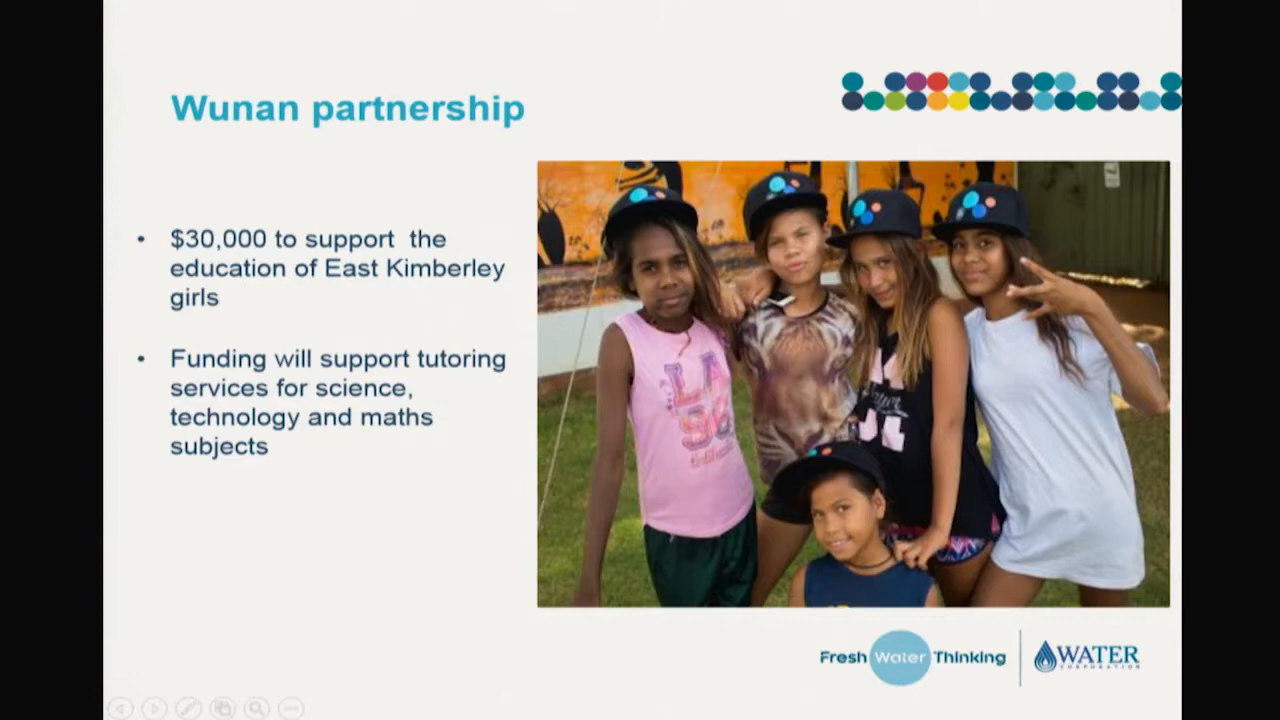 Wunan partnership
• $30,000 to support the
education of East Kimberley
girls
• Funding will support tutoring
services for science,
technology and maths
subjects
LA
Fresh Water Thinking
WATER
CORPORATION